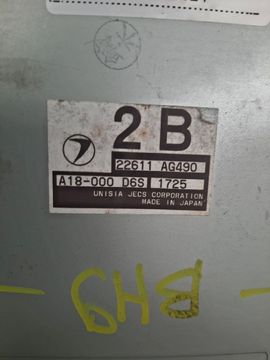 2B
22611 AG490
A18-000 D6S 1725
UNISIA JECS CORPORATION
MADE IN JAPAN
BH9